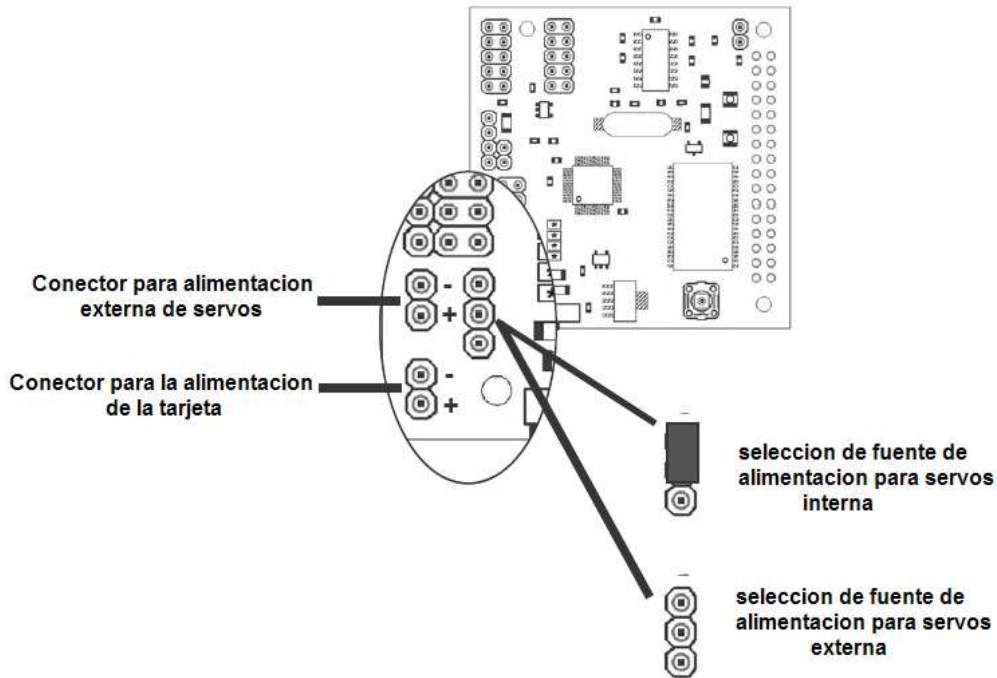 Conector para alimentacion
externa de servos
-
+
Conector para la alimentacion
de la tarjeta
-
+
seleccion de fuente de
alimentacion para servos
interna
seleccion de fuente de
alimentacion para servos
externa